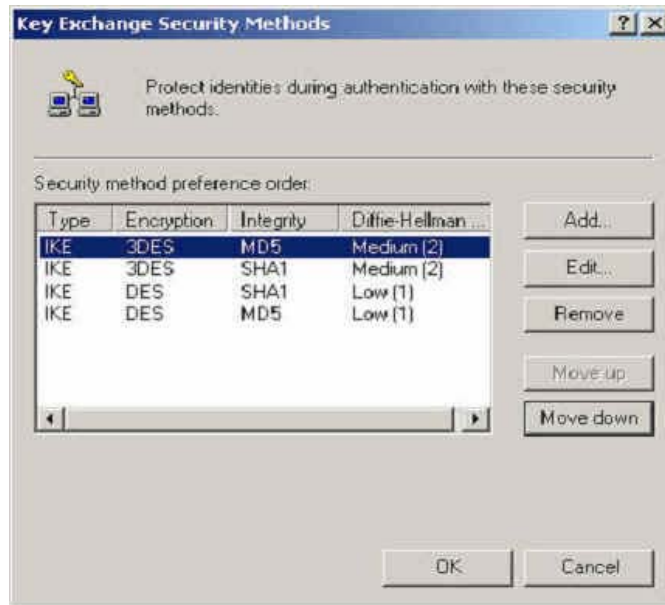 Key Exchange Security Methods
Protect identities during authentication with these security
methods.
Security method preference order:
Type Encryption Integrity Diffie-Hellman ...
IKE 3DES MD5 Medium (2)
IKE 3DES SHA1 Medium (2)
IKE DES SHA1 Low (1)
IKE DES MD5 Low (1)
Add...
Edit...
Remove
Move up
Move down
OK
Cancel